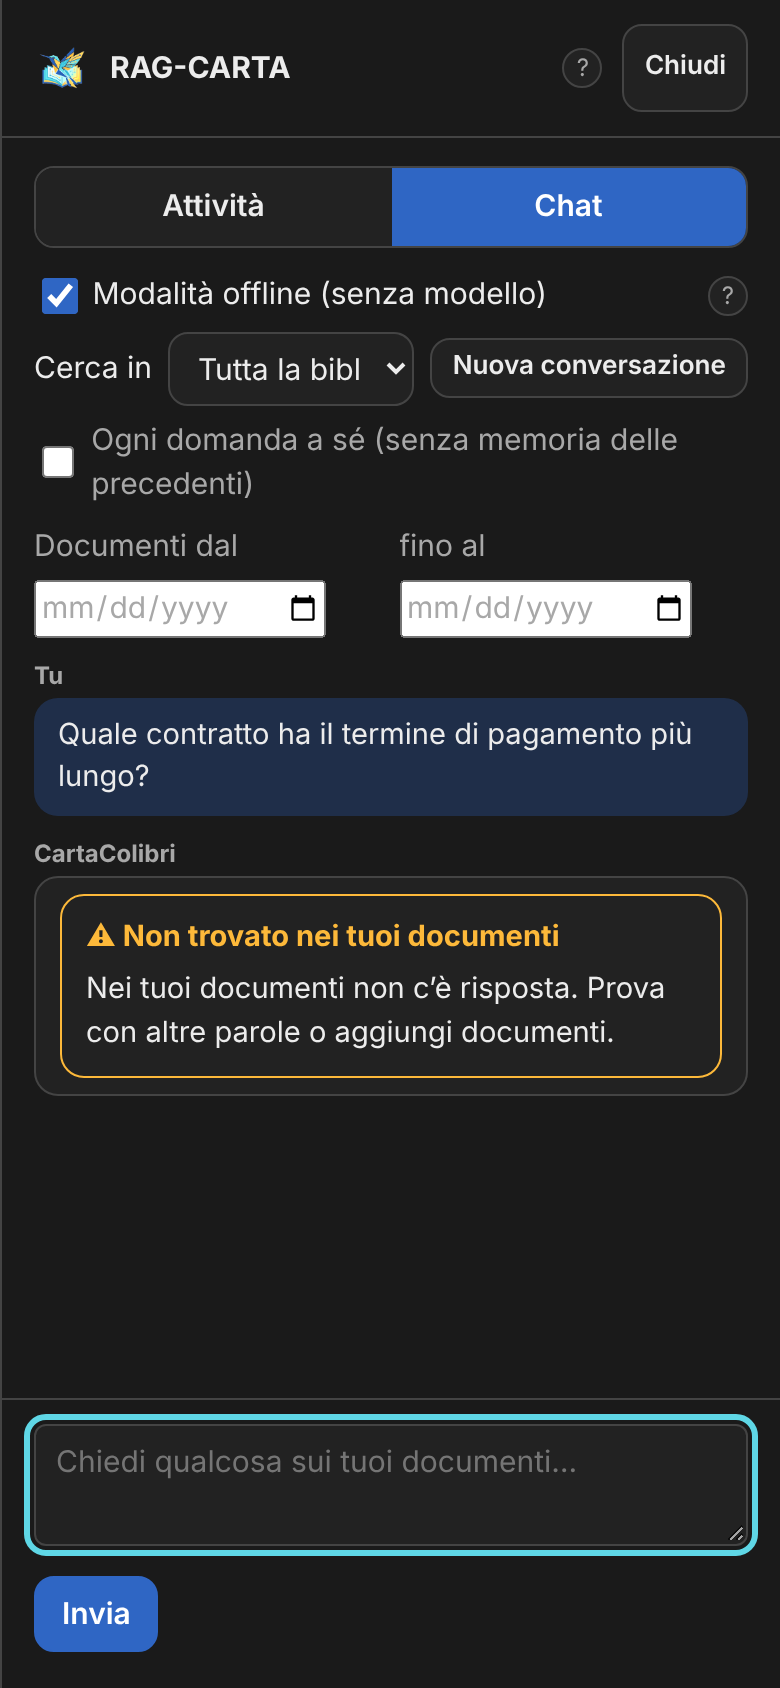 RAG-CARTA
?
Chiudi
Attività
Chat
Modalità offline (senza modello)
?
Cerca in
Tutta la bibl
Nuova conversazione
Ogni domanda a sé (senza memoria delle
precedenti)
Documenti dal
fino al
mm/dd/yyyy
mm/dd/yyyy
Tu
Quale contratto ha il termine di pagamento più
lungo?
CartaColibri
⚠ Non trovato nei tuoi documenti
Nei tuoi documenti non c’è risposta. Prova
con altre parole o aggiungi documenti.
Chiedi qualcosa sui tuoi documenti...
Invia